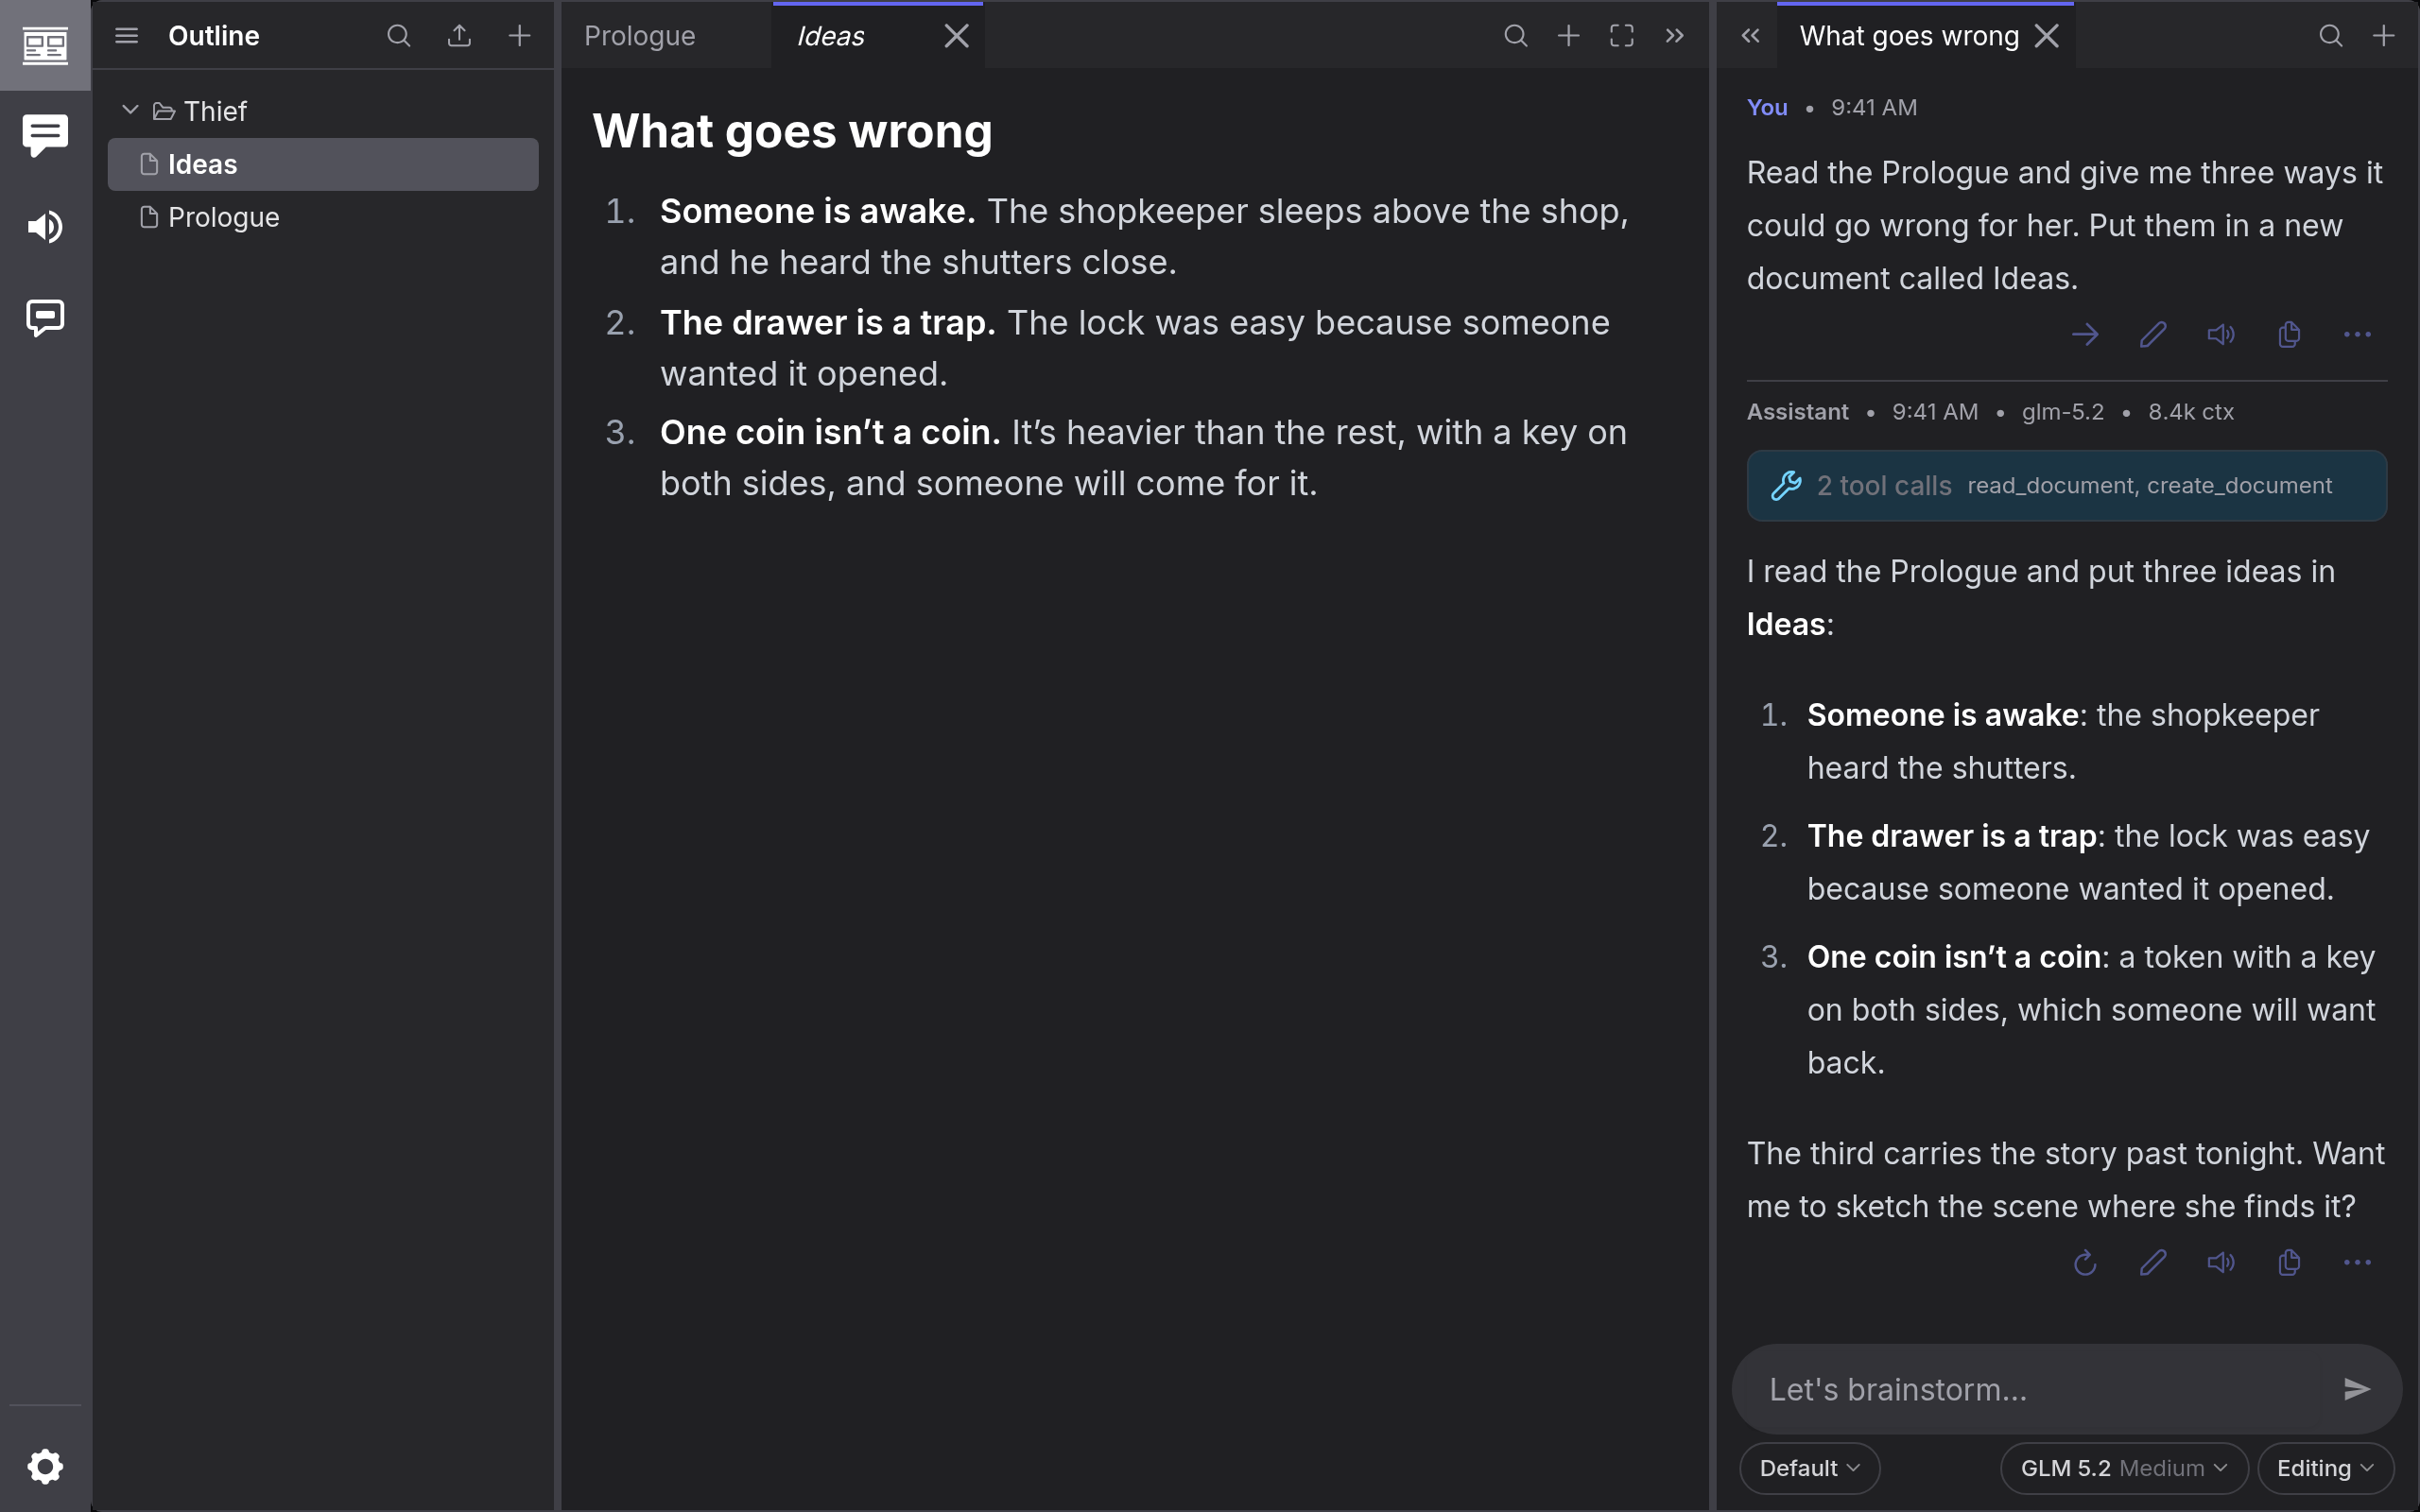 Outline
Thief
Ideas
Prologue
Prologue
Ideas
What goes wrong
1. Someone is awake. The shopkeeper sleeps above the shop,
and he heard the shutters close.
2. The drawer is a trap. The lock was easy because someone
wanted it opened.
3. One coin isn’t a coin. It’s heavier than the rest, with a key on
both sides, and someone will come for it.
What goes wrong
You • 9:41 AM
Read the Prologue and give me three ways it
could go wrong for her. Put them in a new
document called Ideas.
Assistant • 9:41 AM • glm-5.2 • 8.4k ctx
2 tool calls read_document, create_document
I read the Prologue and put three ideas in
Ideas:
1. Someone is awake: the shopkeeper
heard the shutters.
2. The drawer is a trap: the lock was easy
because someone wanted it opened.
3. One coin isn’t a coin: a token with a key
on both sides, which someone will want
back.
The third carries the story past tonight. Want
me to sketch the scene where she finds it?
Let's brainstorm...
Default
GLM 5.2 Medium
Editing